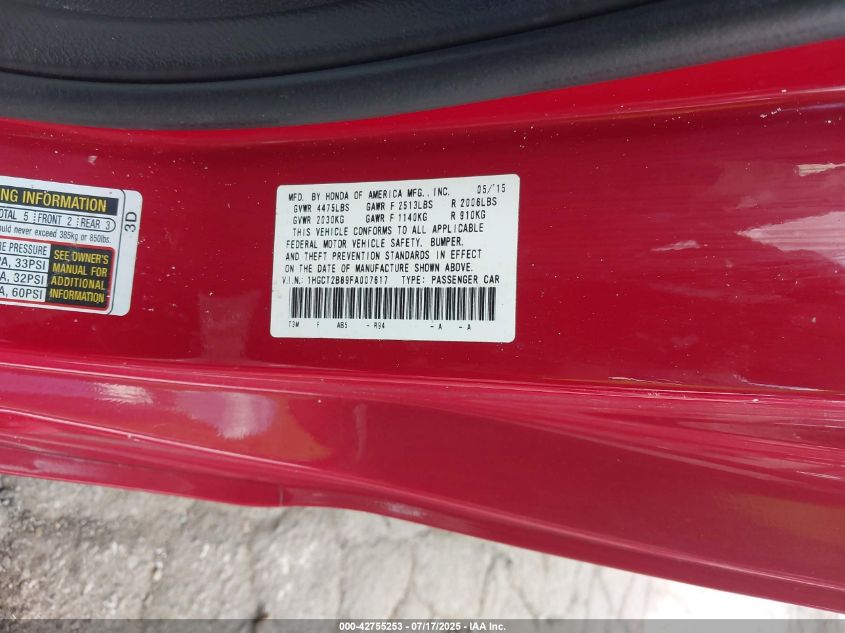 NG INFORMATION
TOTAL 5 FRONT 2 REAR 3
ould never exceed 385kg or 850lbs.
RE PRESSURE
PA, 33PSI
A, 32PSI
A, 60PSI
SEE OWNER'S
MANUAL FOR
ADDITIONAL
INFORMATION
3D
MFD. BY HONDA OF AMERICA MFG., INC. 05/'15
GVWR 4475LBS GAWR F 2513LBS R 2006LBS
GVWR 2030KG GAWR F 1140KG R 910KG
THIS VEHICLE CONFORMS TO ALL APPLICABLE
FEDERAL MOTOR VEHICLE SAFETY, BUMPER,
AND THEFT PREVENTION STANDARDS IN EFFECT
ON THE DATE OF MANUFACTURE SHOWN ABOVE.
V.I.N.: 1HGCT2B89FA007617 TYPE: PASSENGER CAR
T3M F AB5 - R94 - A - A
000-42755253 - 07/17/2025 - IAA Inc.